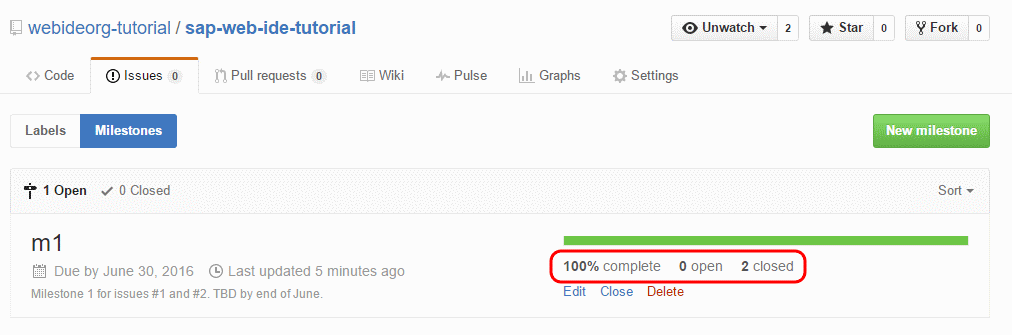 webideorg-tutorial / sap-web-ide-tutorial Unwatch 2 Star 0 Fork 0
Code Issues 0 Pull requests 0 Wiki Pulse Graphs Settings
Labels Milestones New milestone
1 Open 0 Closed Sort
m1
Due by June 30, 2016 Last updated 5 minutes ago
Milestone 1 for issues #1 and #2. TBD by end of June.
100% complete 0 open 2 closed
Edit Close Delete